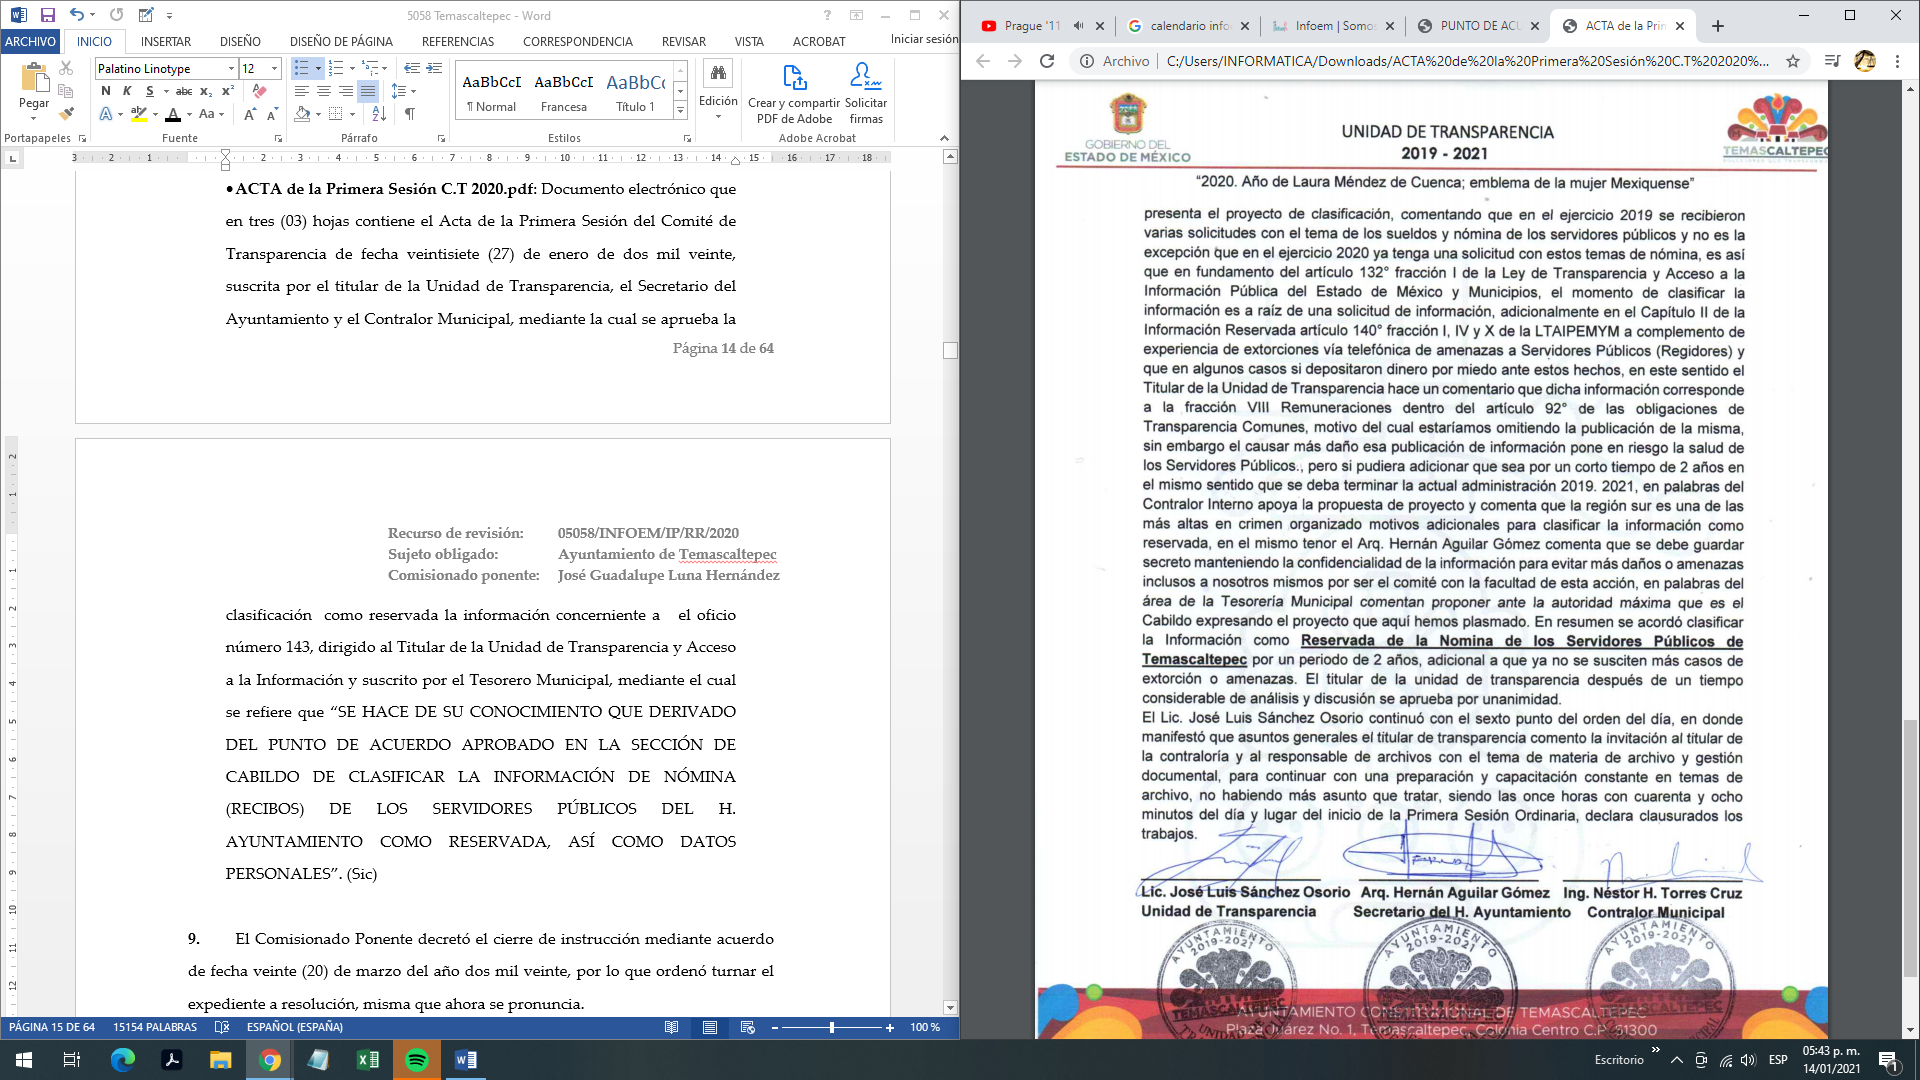 5058 Temascaltepec - Word
ARCHIVO INICIO INSERTAR DISEÑO DISEÑO DE PÁGINA REFERENCIAS CORRESPONDENCIA REVISAR VISTA ACROBAT Iniciar sesión
Palatino Linotype 12
Pegar
AaBbCcI AaBbCcI AaBbCc
¶ Normal Francesa Título 1
Edición
Crear y compartir PDF de Adobe
Solicitar firmas
Portapapeles Fuente Párrafo Estilos Adobe Acrobat
•ACTA de la Primera Sesión C.T 2020.pdf: Documento electrónico que
en tres (03) hojas contiene el Acta de la Primera Sesión del Comité de
Transparencia de fecha veintisiete (27) de enero de dos mil veinte,
suscrita por el titular de la Unidad de Transparencia, el Secretario del
Ayuntamiento y el Contralor Municipal, mediante la cual se aprueba la
Página 14 de 64
Recurso de revisión: 05058/INFOEM/IP/RR/2020
Sujeto obligado: Ayuntamiento de Temascaltepec
Comisionado ponente: José Guadalupe Luna Hernández
clasificación como reservada la información concerniente a el oficio
número 143, dirigido al Titular de la Unidad de Transparencia y Acceso
a la Información y suscrito por el Tesorero Municipal, mediante el cual
se refiere que “SE HACE DE SU CONOCIMIENTO QUE DERIVADO
DEL PUNTO DE ACUERDO APROBADO EN LA SECCIÓN DE
CABILDO DE CLASIFICAR LA INFORMACIÓN DE NÓMINA
(RECIBOS) DE LOS SERVIDORES PÚBLICOS DEL H.
AYUNTAMIENTO COMO RESERVADA, ASÍ COMO DATOS
PERSONALES”. (Sic)
9. El Comisionado Ponente decretó el cierre de instrucción mediante acuerdo
de fecha veinte (20) de marzo del año dos mil veinte, por lo que ordenó turnar el
expediente a resolución, misma que ahora se pronuncia.
PÁGINA 15 DE 64 15154 PALABRAS ESPAÑOL (ESPAÑA) 100 %
Prague '11
calendario info
Infoem | Somos
PUNTO DE ACU
ACTA de la Prim
Archivo C:/Users/INFORMATICA/Downloads/ACTA%20de%20la%20Primera%20Sesión%20C.T%202020%...
GOBIERNO DEL
ESTADO DE MÉXICO
UNIDAD DE TRANSPARENCIA
2019 - 2021
TEMASCALTEPEC
“2020. Año de Laura Méndez de Cuenca; emblema de la mujer Mexiquense”
presenta el proyecto de clasificación, comentando que en el ejercicio 2019 se recibieron
varias solicitudes con el tema de los sueldos y nómina de los servidores públicos y no es la
excepción que en el ejercicio 2020 ya tenga una solicitud con estos temas de nómina, es así
que en fundamento del artículo 132° fracción I de la Ley de Transparencia y Acceso a la
Información Pública del Estado de México y Municipios, el momento de clasificar la
información es a raíz de una solicitud de información, adicionalmente en el Capítulo II de la
Información Reservada artículo 140° fracción I, IV y X de la LTAIPEMYM a complemento de
experiencia de extorciones vía telefónica de amenazas a Servidores Públicos (Regidores) y
que en algunos casos si depositaron dinero por miedo ante estos hechos, en este sentido el
Titular de la Unidad de Transparencia hace un comentario que dicha información corresponde
a la fracción VIII Remuneraciones dentro del artículo 92° de las obligaciones de
Transparencia Comunes, motivo del cual estaríamos omitiendo la publicación de la misma,
sin embargo el causar más daño esa publicación de información pone en riesgo la salud de
los Servidores Públicos., pero si pudiera adicionar que sea por un corto tiempo de 2 años en
el mismo sentido que se deba terminar la actual administración 2019. 2021, en palabras del
Contralor Interno apoya la propuesta de proyecto y comenta que la región sur es una de las
más altas en crimen organizado motivos adicionales para clasificar la información como
reservada, en el mismo tenor el Arq. Hernán Aguilar Gómez comenta que se debe guardar
secreto manteniendo la confidencialidad de la información para evitar más daños o amenazas
inclusos a nosotros mismos por ser el comité con la facultad de esta acción, en palabras del
área de la Tesorería Municipal comentan proponer ante la autoridad máxima que es el
Cabildo expresando el proyecto que aquí hemos plasmado. En resumen se acordó clasificar
la Información como Reservada de la Nomina de los Servidores Públicos de
Temascaltepec por un periodo de 2 años, adicional a que ya no se susciten más casos de
extorción o amenazas. El titular de la unidad de transparencia después de un tiempo
considerable de análisis y discusión se aprueba por unanimidad.
El Lic. José Luis Sánchez Osorio continuó con el sexto punto del orden del día, en donde
manifestó que asuntos generales el titular de transparencia comento la invitación al titular de
la contraloría y al responsable de archivos con el tema de materia de archivo y gestión
documental, para continuar con una preparación y capacitación constante en temas de
archivo, no habiendo más asunto que tratar, siendo las once horas con cuarenta y ocho
minutos del día y lugar del inicio de la Primera Sesión Ordinaria, declara clausurados los
trabajos.
Lic. José Luis Sánchez Osorio Arq. Hernán Aguilar Gómez Ing. Néstor H. Torres Cruz
Unidad de Transparencia Secretario del H. Ayuntamiento Contralor Municipal
AYUNTAMIENTO 2019-2021 AYUNTAMIENTO 2019-2021 AYUNTAMIENTO 2019-2021
TEMASCALTEPEC TEMASCALTEPEC TEMASCALTEPEC
AYUNTAMIENTO CONSTITUCIONAL DE TEMASCALTEPEC
Plaza Juárez No. 1, Temascaltepec, Colonia Centro C.P. 51300
Escritorio ESP 05:43 p. m.
14/01/2021